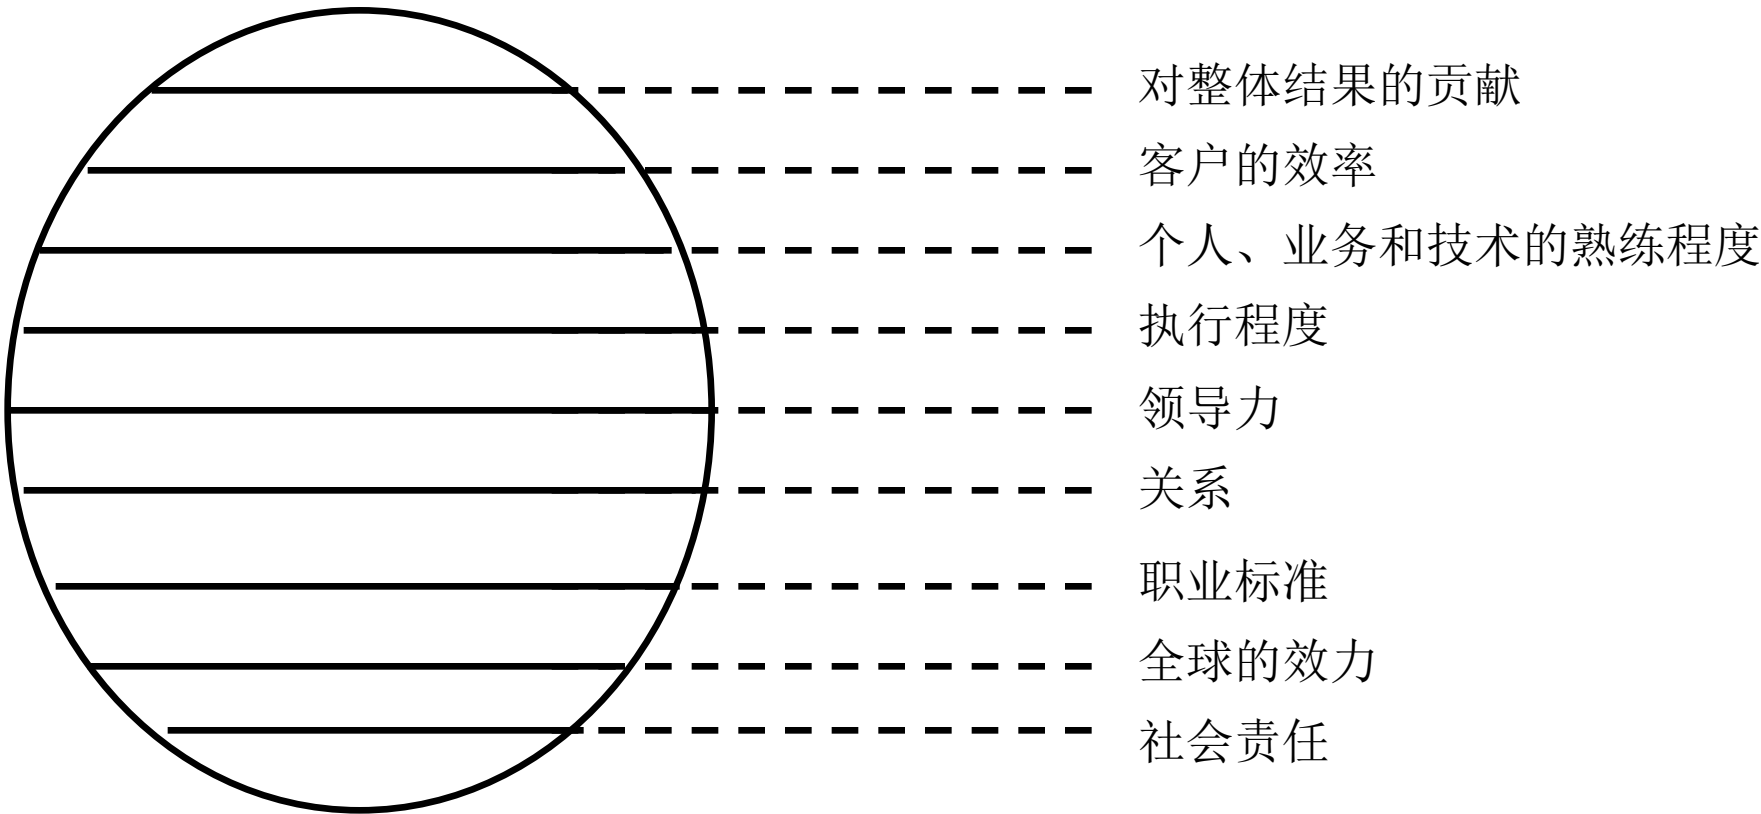 对整体结果的贡献
客户的效率
个人、业务和技术的熟练程度
执行程度
领导力
关系
职业标准
全球的效力
社会责任